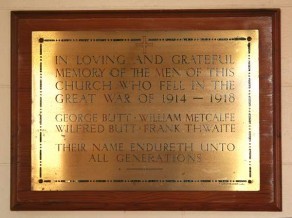 IN LOVING AND GRATEFUL
MEMORY OF THE MEN OF THIS
CHURCH WHO FELL IN THE
GREAT WAR OF 1914 — 1918
GEORGE BUTT · WILLIAM METCALFE
WILFRED BUTT · FRANK THWAITE
THEIR NAME ENDURETH UNTO
ALL GENERATIONS